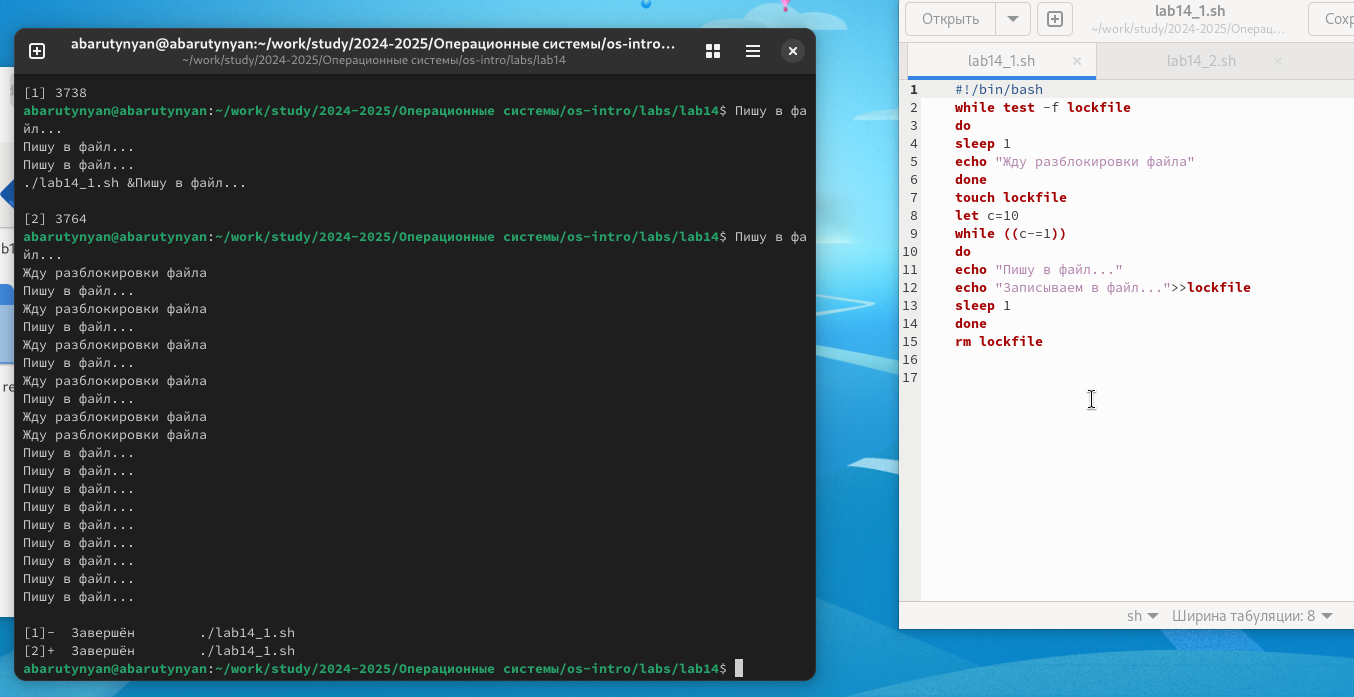 abarutynyan@abarutynyan:~/work/study/2024-2025/Операционные системы/os-intro...
~/work/study/2024-2025/Операционные системы/os-intro/labs/lab14
[1] 3738
abarutynyan@abarutynyan:~/work/study/2024-2025/Операционные системы/os-intro/labs/lab14$ Пишу в фа
йл...
Пишу в файл...
Пишу в файл...
./lab14_1.sh &Пишу в файл...
[2] 3764
abarutynyan@abarutynyan:~/work/study/2024-2025/Операционные системы/os-intro/labs/lab14$ Пишу в фа
йл...
Жду разблокировки файла
Пишу в файл...
Жду разблокировки файла
Пишу в файл...
Жду разблокировки файла
Пишу в файл...
Жду разблокировки файла
Пишу в файл...
Жду разблокировки файла
Жду разблокировки файла
Пишу в файл...
Пишу в файл...
Пишу в файл...
Пишу в файл...
Пишу в файл...
Пишу в файл...
Пишу в файл...
Пишу в файл...
Пишу в файл...
[1]-  Завершён        ./lab14_1.sh
[2]+  Завершён        ./lab14_1.sh
abarutynyan@abarutynyan:~/work/study/2024-2025/Операционные системы/os-intro/labs/lab14$
Открыть
lab14_1.sh
~/work/study/2024-2025/Операц...
lab14_1.sh ×
lab14_2.sh ×
1 #!/bin/bash
2 while test -f lockfile
3 do
4 sleep 1
5 echo "Жду разблокировки файла"
6 done
7 touch lockfile
8 let c=10
9 while ((c-=1))
10 do
11 echo "Пишу в файл..."
12 echo "Записываем в файл...">>lockfile
13 sleep 1
14 done
15 rm lockfile
16
17
sh
Ширина табуляции: 8